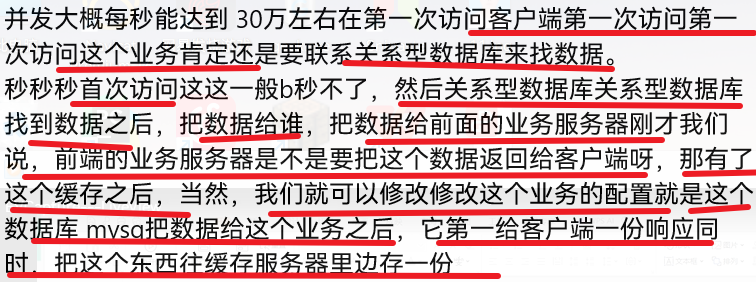 并发大概每秒能达到 30万左右在第一次访问客户端第一次访问第一
次访问这个业务肯定还是要联系关系型数据库来找数据。
秒秒秒首次访问这这一般b秒不了，然后关系型数据库关系型数据库
找到数据之后，把数据给谁，把数据给前面的业务服务器刚才我们
说，前端的业务服务器是不是要把这个数据返回给客户端呀，那有了
这个缓存之后，当然，我们就可以修改修改这个业务的配置就是这个
数据库 mvsq把数据给这个业务之后，它第一给客户端一份响应同
时，把这个东西往缓存服务器里边存一份